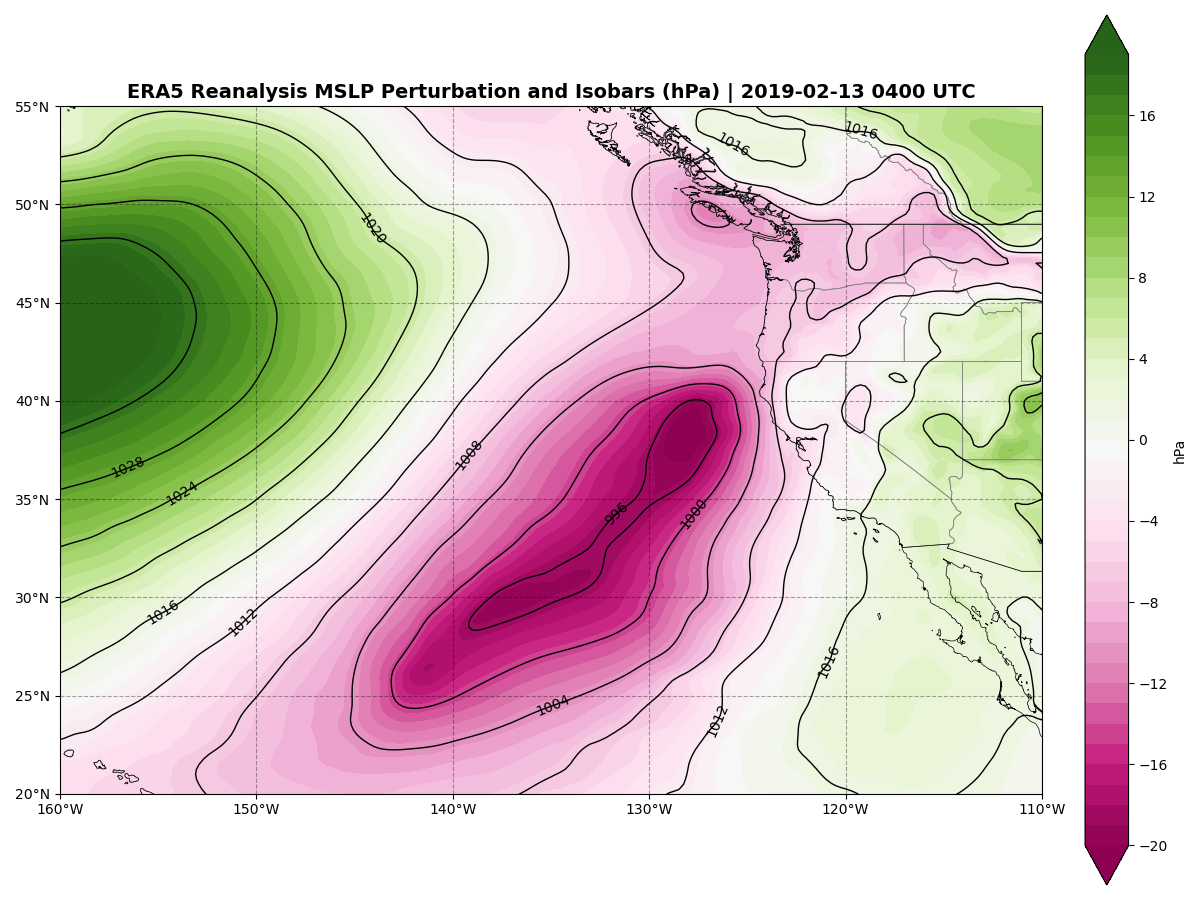 ERA5 Reanalysis MSLP Perturbation and Isobars (hPa) | 2019-02-13 0400 UTC
55°N
50°N
45°N
40°N
35°N
30°N
25°N
20°N
160°W
150°W
140°W
130°W
120°W
110°W
1016
1016
1020
1008
1028
1024
996
1000
1016
1012
1016
1004
1012
16
12
8
4
0
−4
−8
−12
−16
−20
hPa